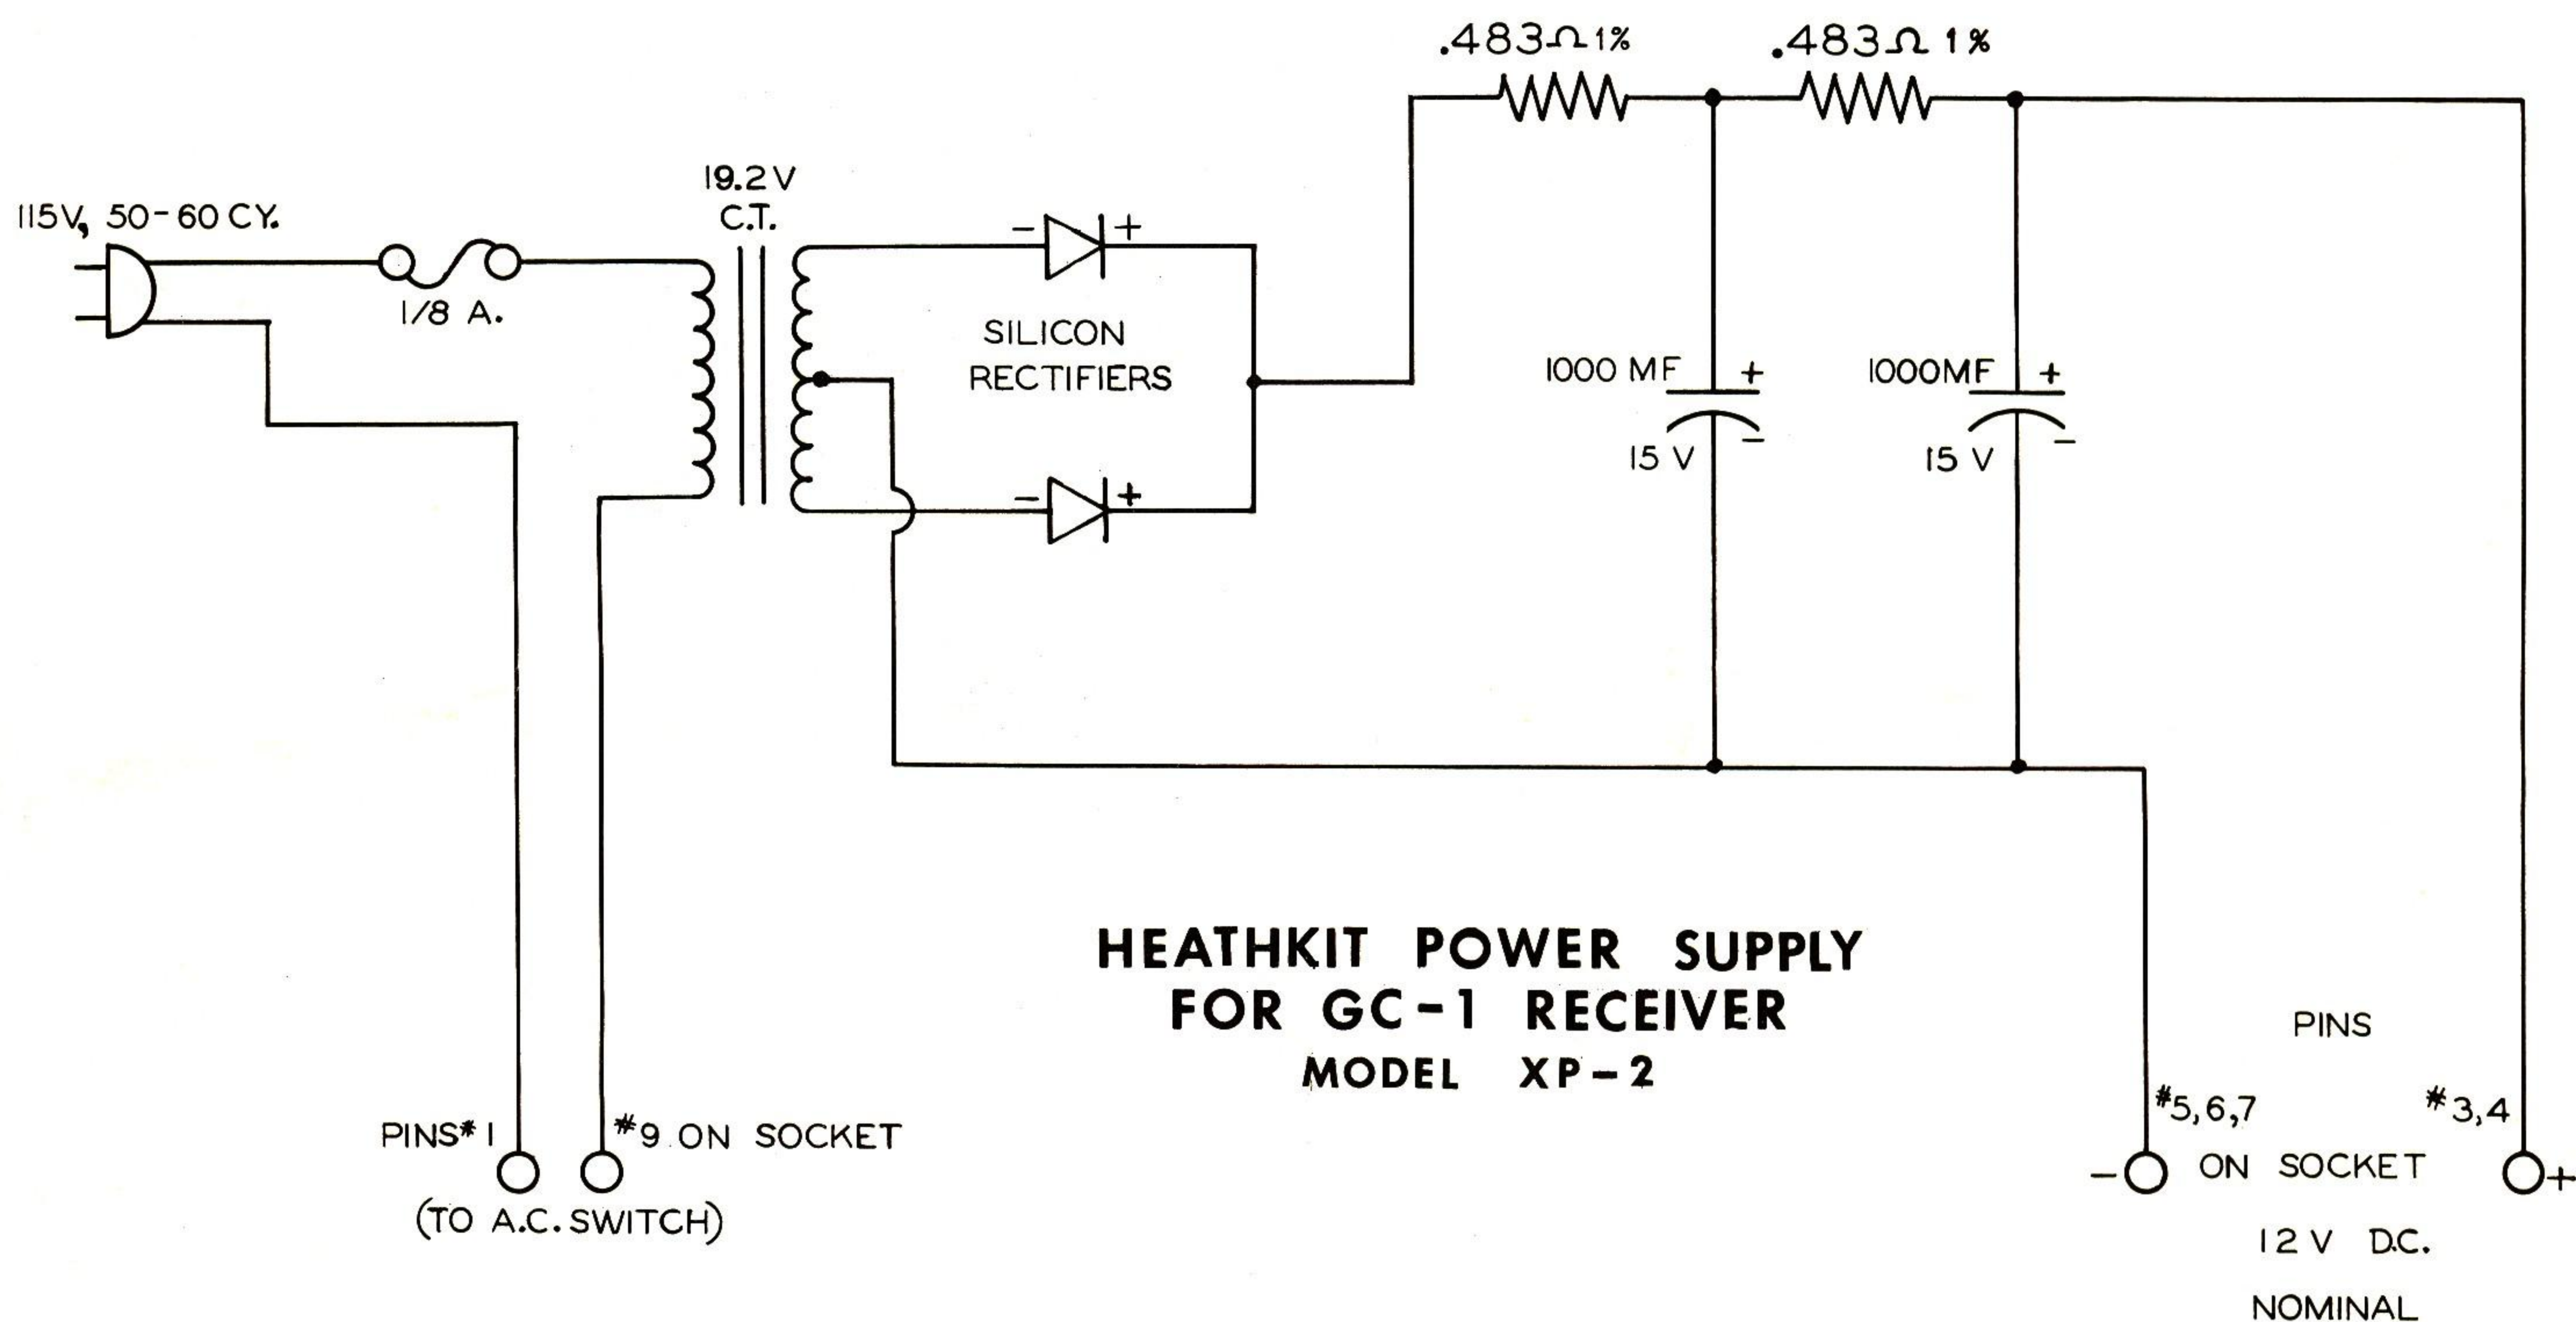 .483Ω 1%
.483Ω 1%
19.2V
C.T.
115V, 50-60 CY.
1/8 A.
- +
SILICON
RECTIFIERS
- +
1000 MF +
15 V -
1000MF +
15 V -
HEATHKIT POWER SUPPLY
FOR GC-1 RECEIVER
MODEL XP-2
PINS# 1
#9 ON SOCKET
(TO A.C. SWITCH)
PINS
#5,6,7
#3,4
- ON SOCKET +
12 V D.C.
NOMINAL